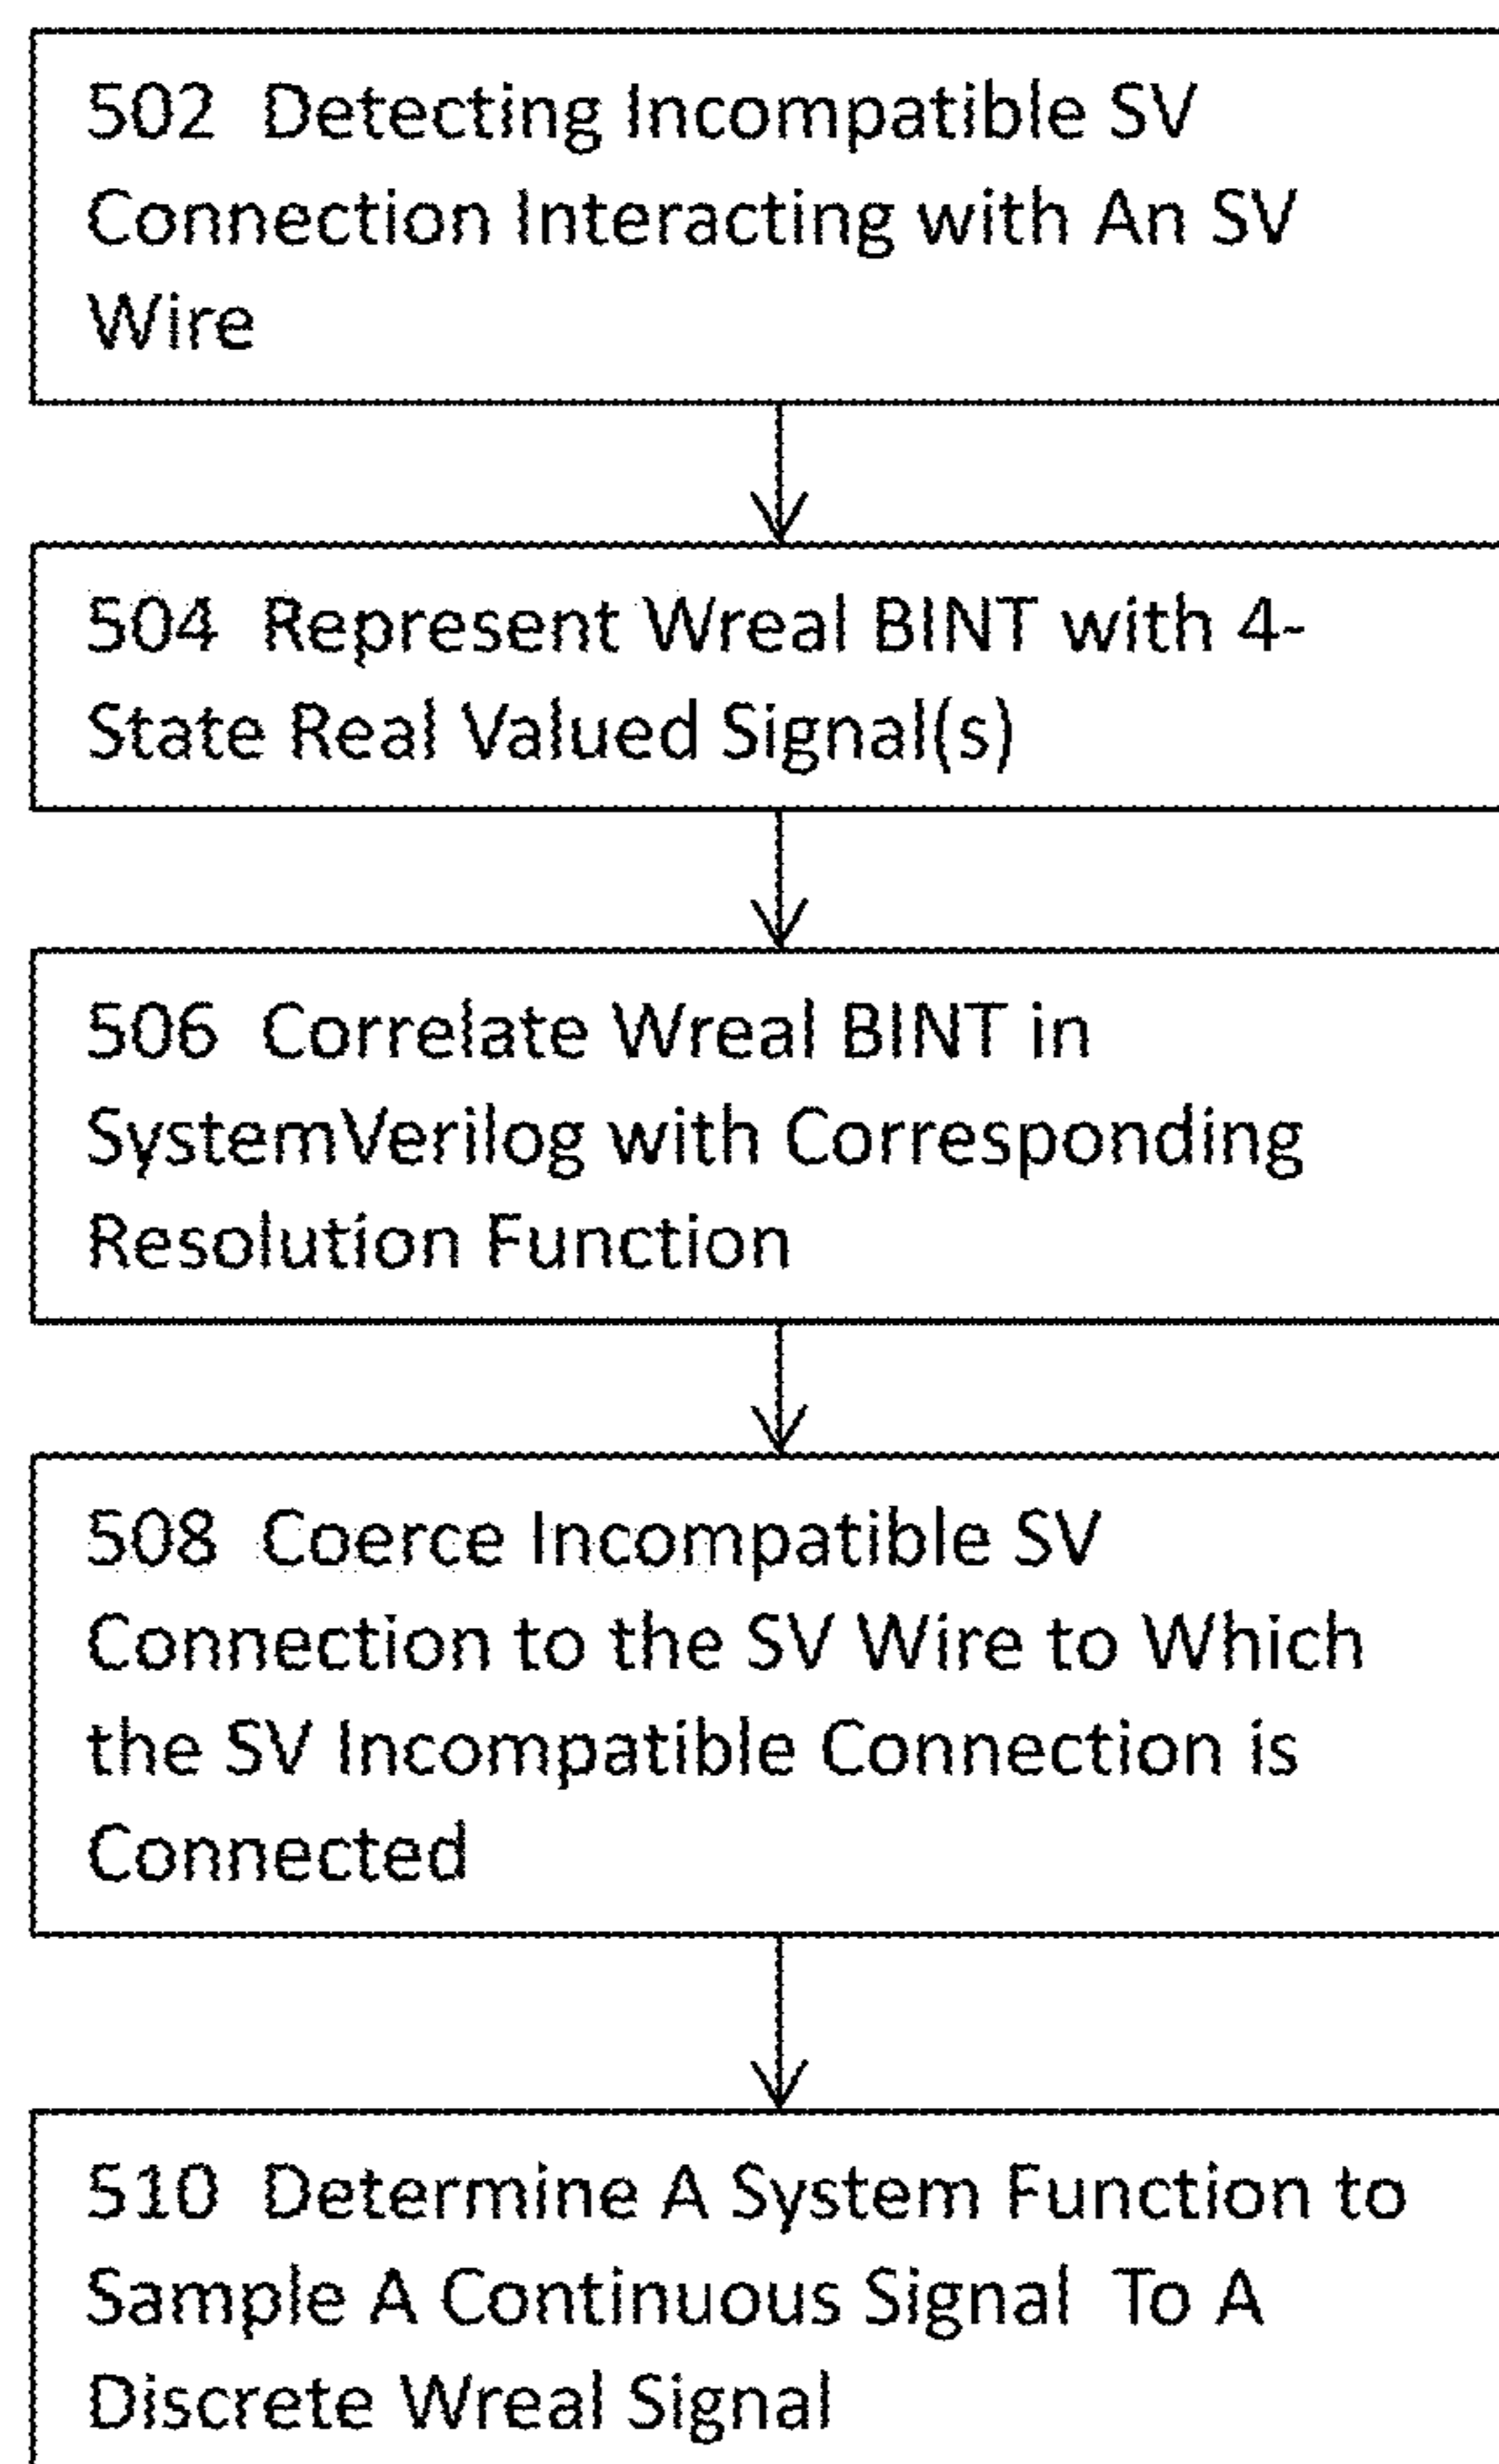 502 Detecting Incompatible SV
Connection Interacting with An SV
Wire
504 Represent Wreal BINT with 4-
State Real Valued Signal(s)
506 Correlate Wreal BINT in
SystemVerilog with Corresponding
Resolution Function
508 Coerce Incompatible SV
Connection to the SV Wire to Which
the SV Incompatible Connection is
Connected
510 Determine A System Function to
Sample A Continuous Signal To A
Discrete Wreal Signal